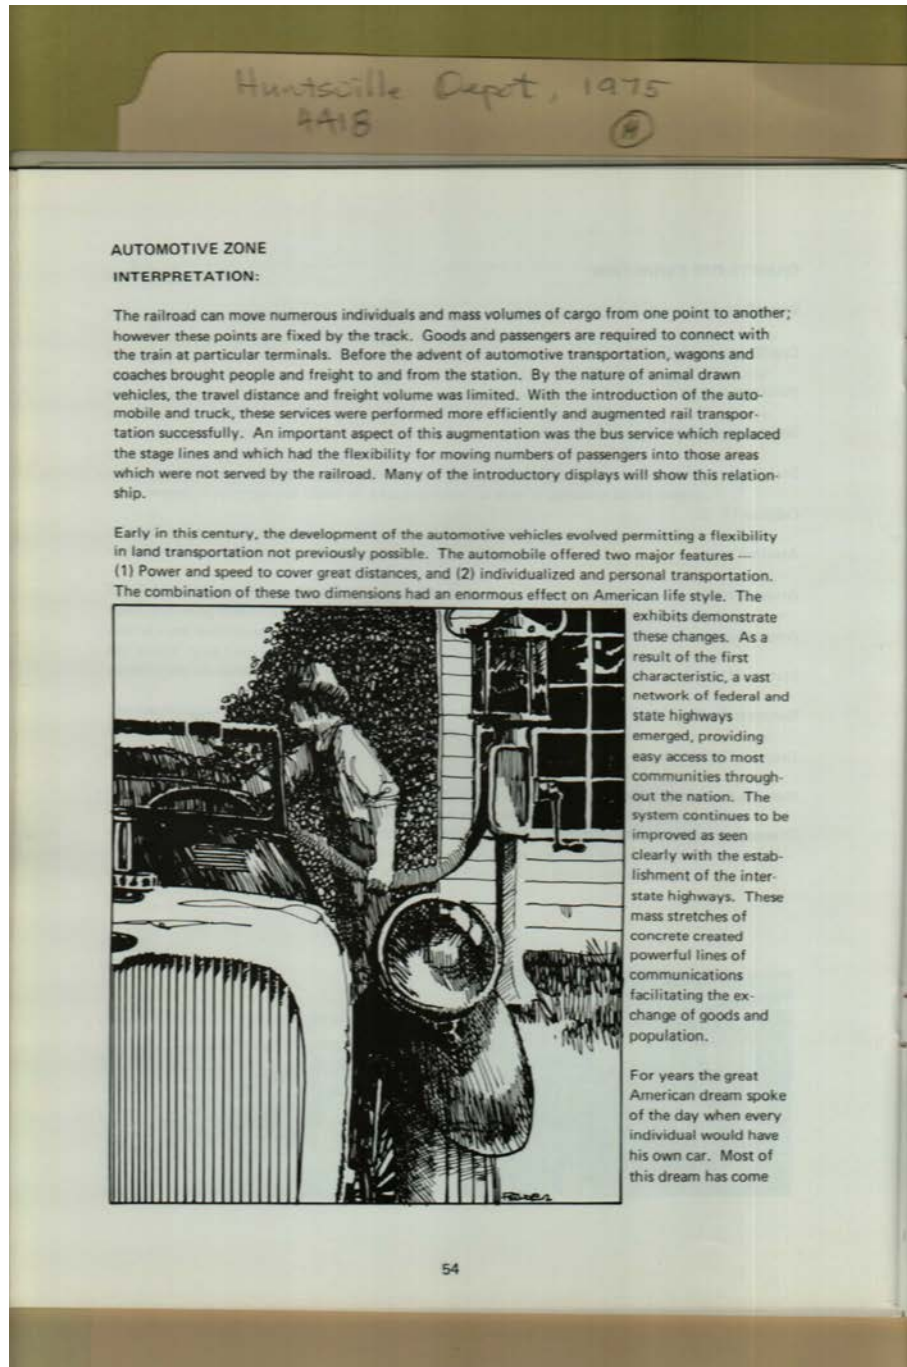 Huntsville Depot, 1975
4418
H
AUTOMOTIVE ZONE
INTERPRETATION:
The railroad can move numerous individuals and mass volumes of cargo from one point to another;
however these points are fixed by the track. Goods and passengers are required to connect with
the train at particular terminals. Before the advent of automotive transportation, wagons and
coaches brought people and freight to and from the station. By the nature of animal drawn
vehicles, the travel distance and freight volume was limited. With the introduction of the auto-
mobile and truck, these services were performed more efficiently and augmented rail transpor-
tation successfully. An important aspect of this augmentation was the bus service which replaced
the stage lines and which had the flexibility for moving numbers of passengers into those areas
which were not served by the railroad. Many of the introductory displays will show this relation-
ship.
Early in this century, the development of the automotive vehicles evolved permitting a flexibility
in land transportation not previously possible. The automobile offered two major features —
(1) Power and speed to cover great distances, and (2) individualized and personal transportation.
The combination of these two dimensions had an enormous effect on American life style. The
exhibits demonstrate
these changes. As a
result of the first
characteristic, a vast
network of federal and
state highways
emerged, providing
easy access to most
communities through-
out the nation. The
system continues to be
improved as seen
clearly with the estab-
lishment of the inter-
state highways. These
mass stretches of
concrete created
powerful lines of
communications
facilitating the ex-
change of goods and
population.
For years the great
American dream spoke
of the day when every
individual would have
his own car. Most of
this dream has come
54